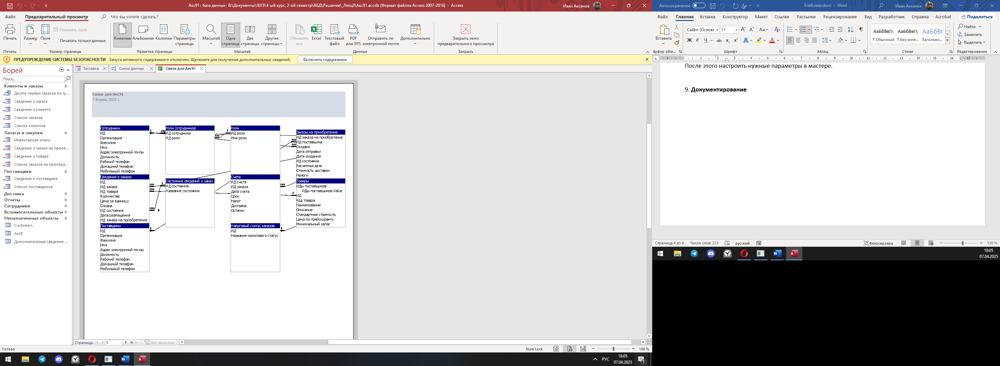 Акс91 : база данных- B:\Документы\!ВУЗ\4-ый курс, 2-ой семестр\АБД\Решение\_Лекц3\Акс91.accdb (Формат файлов Access 2007–2016) - Access
Иван Аксенов
Файл
Предварительный просмотр
Что вы хотите сделать?
Печать
Размер
Поля
Показать поля
Печатать только данные
Книжная
Альбомная
Колонки
Параметры страницы
Масштаб
Одна страница
Две страницы
Другие страницы
Обновить все
Excel
Текстовый файл
PDF или XPS
Отправить по электронной почте
Дополнительно
Закрыть окно предварительного просмотра
Печать
Размер страницы
Разметка страницы
Масштаб
Данные
Закрыть
ПРЕДУПРЕЖДЕНИЕ СИСТЕМЫ БЕЗОПАСНОСТИ Запуск активного содержимого отключен. Щелкните для получения дополнительных сведений.
Включить содержимое
Борей
Поиск...
Клиенты и заказы
Десять первых заказов по су...
Сведения о заказе
Сведения о клиенте
Список заказов
Список клиентов
Запасы и закупки
Инвентарная опись
Сведения о заказе на приоб...
Сведения о товаре
Список заказов на приобре...
Поставщики
Сведения о поставщике
Список поставщиков
Доставка
Отчеты
Сотрудники
Вспомогательные объекты
Неназначенные объекты
Customers
Акс8
Дополнительные сведения ...
Заставка
Схема данных
Связи для Акс91
Связи для Акс91
7 Апрель 2025 г.
Сотрудники
ИД
Организация
Фамилия
Имя
Адрес электронной почты
Должность
Рабочий телефон
Домашний телефон
Мобильный телефон
Роли сотрудников
ИД сотрудника
ИД роли
Роли
ИД роли
Имя роли
Заказы на приобретение
ИД заказа на приобретение
ИД поставщика
Создано
Дата отправки
Дата создания
ИД состояния
Расчетная дата
Стоимость доставки
Налоги
Сведения о заказе
ИД
ИД заказа
ИД товара
Количество
Цена за единицу
Скидка
ИД состояния
Дата размещения
ИД заказа на приобретение
Состояние сведений о заказ
ИД состояния
Название состояния
Счета
ИД счета
ИД заказа
Дата счета
Срок
Налог
Доставка
Остаток
Товары
ИДы поставщиков
ИДы поставщиков.Value
ИД
Код товара
Наименование
Описание
Стандартная стоимость
Цена по прейскуранту
Минимальный запас
Поставщики
ИД
Организация
Фамилия
Имя
Адрес электронной почты
Должность
Рабочий телефон
Домашний телефон
Мобильный телефон
Налоговый статус заказов
ИД
Название налогового статус
Страница: 1
Нет фильтра
Готово
Num Lock
100 %
РУС
18:05
07.04.2025
Автосохранение
ЕлеКомм.docx - Word
Иван Аксенов
Файл
Главная
Вставка
Конструктор
Макет
Ссылки
Рассылки
Рецензирование
Вид
Разработчик
Справка
Acrobat
Поделиться
Вставить
Calibri (Основн
11
Ж К Ч
АаБбВвГг,
АаБбВвГг,
АаБбВв
¶ Обычный
¶ Без инте...
Заголово...
Найти
Заменить
Выделить
Буфер обм...
Шрифт
Абзац
Стили
Редактирование
После этого настроить нужные параметры в мастере.
9. Документирование
Страница 4 из 4
Число слов: 223
русский
Фокусировка
130 %
18:05
07.04.2025